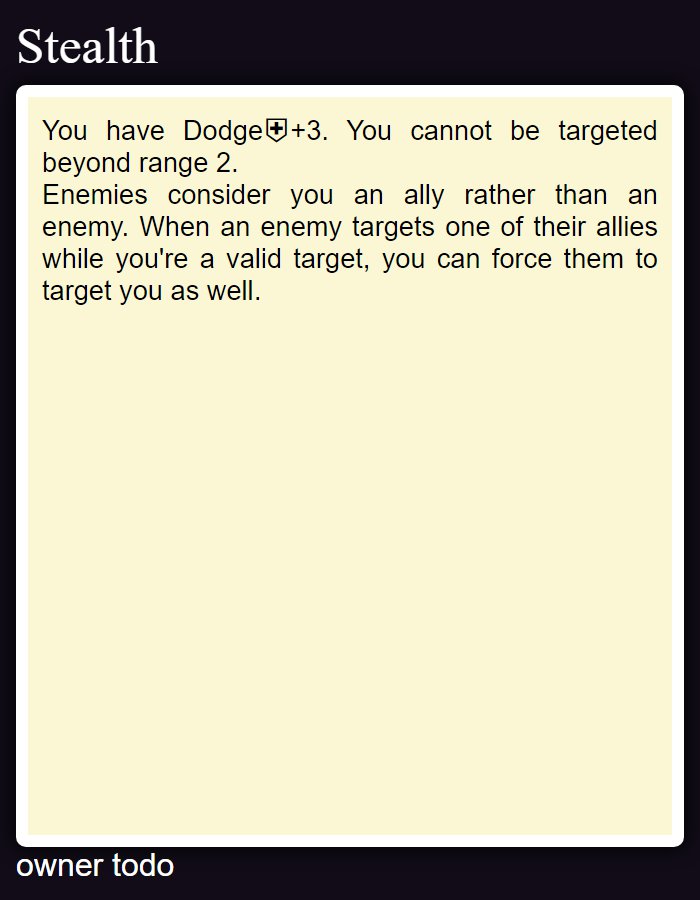 Stealth
You have Dodge⛨+3. You cannot be targeted
beyond range 2.
Enemies consider you an ally rather than an
enemy. When an enemy targets one of their allies
while you're a valid target, you can force them to
target you as well.
owner todo